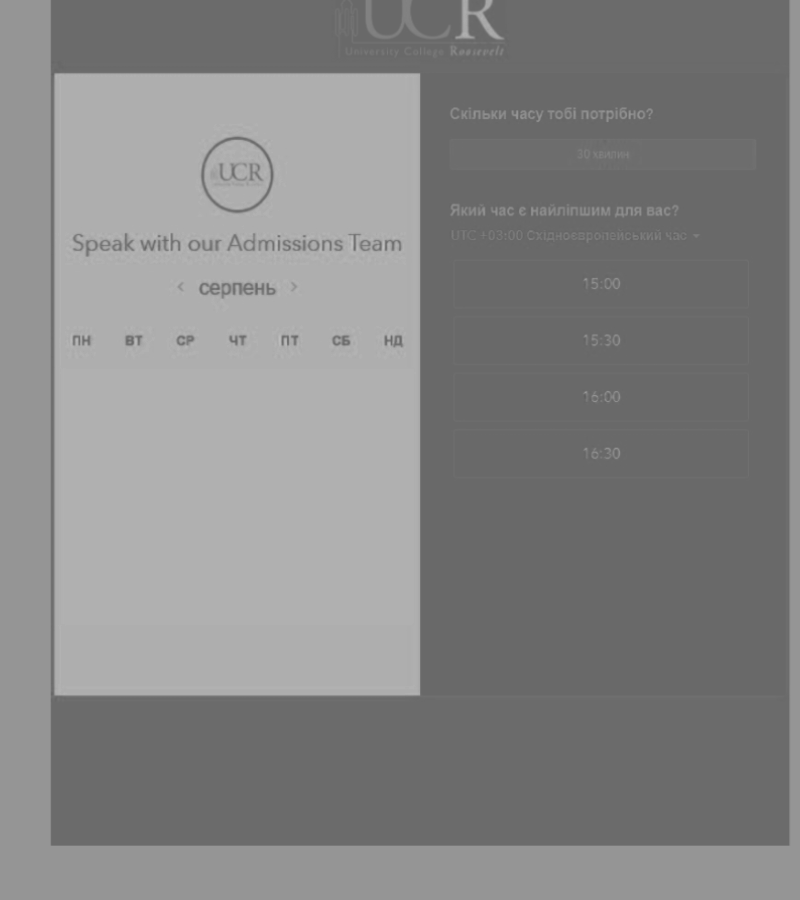 UCR
University College Roosevelt
UCR
Speak with our Admissions Team
серпень
ПН ВТ СР ЧТ ПТ СБ НД
Скільки часу тобі потрібно?
30 хвилин
Який час є найліпшим для вас?
UTC +03:00 Східноєвропейський час
15:00
15:30
16:00
16:30